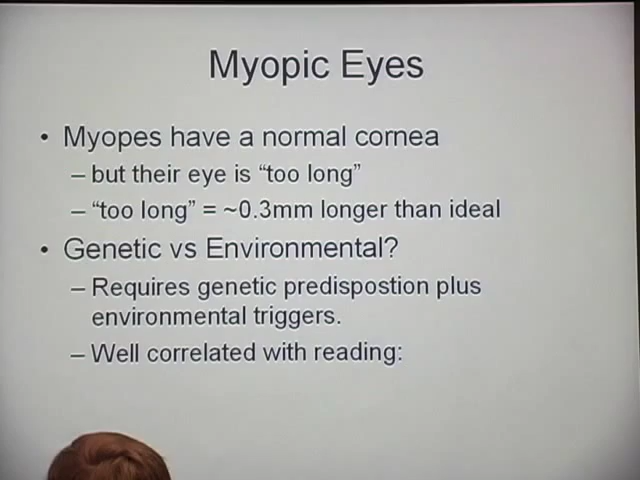 Myopic Eyes
• Myopes have a normal cornea
– but their eye is “too long”
– “too long” = ~0.3mm longer than ideal
• Genetic vs Environmental?
– Requires genetic predispostion plus
environmental triggers.
– Well correlated with reading: